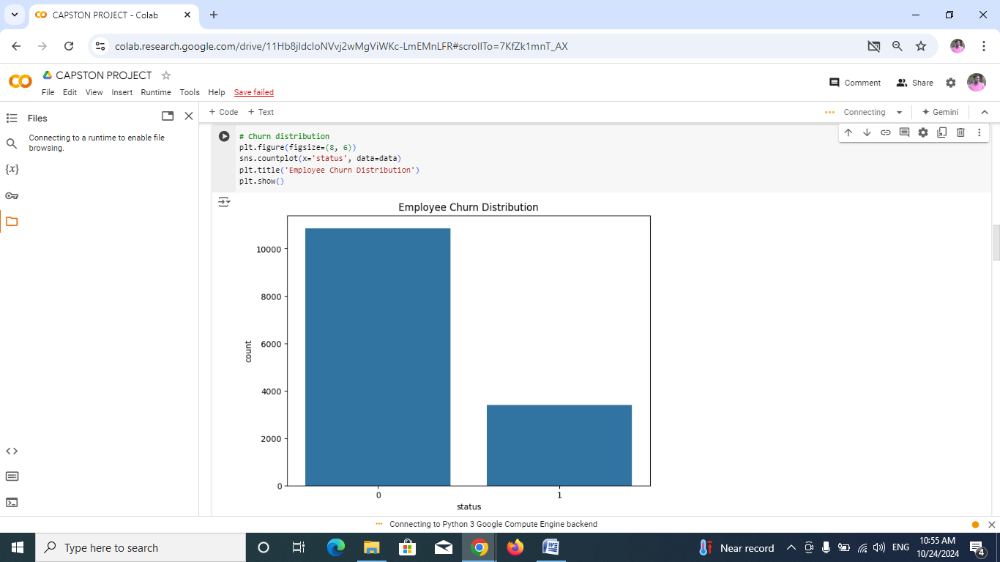 CAPSTON PROJECT - Colab
colab.research.google.com/drive/11Hb8jIdcIoNVvj2wMgViWKc-LmEMnLFR#scrollTo=7KfZk1mnT_AX
CAPSTON PROJECT
File Edit View Insert Runtime Tools Help Save failed
Comment Share
Files
Connecting to a runtime to enable file
browsing.
+ Code + Text
Connecting Gemini
{x}
# Churn distribution
plt.figure(figsize=(8, 6))
sns.countplot(x='status', data=data)
plt.title('Employee Churn Distribution')
plt.show()
Employee Churn Distribution
10000
8000
6000
4000
2000
0
count
0 1
status
Connecting to Python 3 Google Compute Engine backend
Type here to search
Near record
ENG
10:55 AM
10/24/2024
4